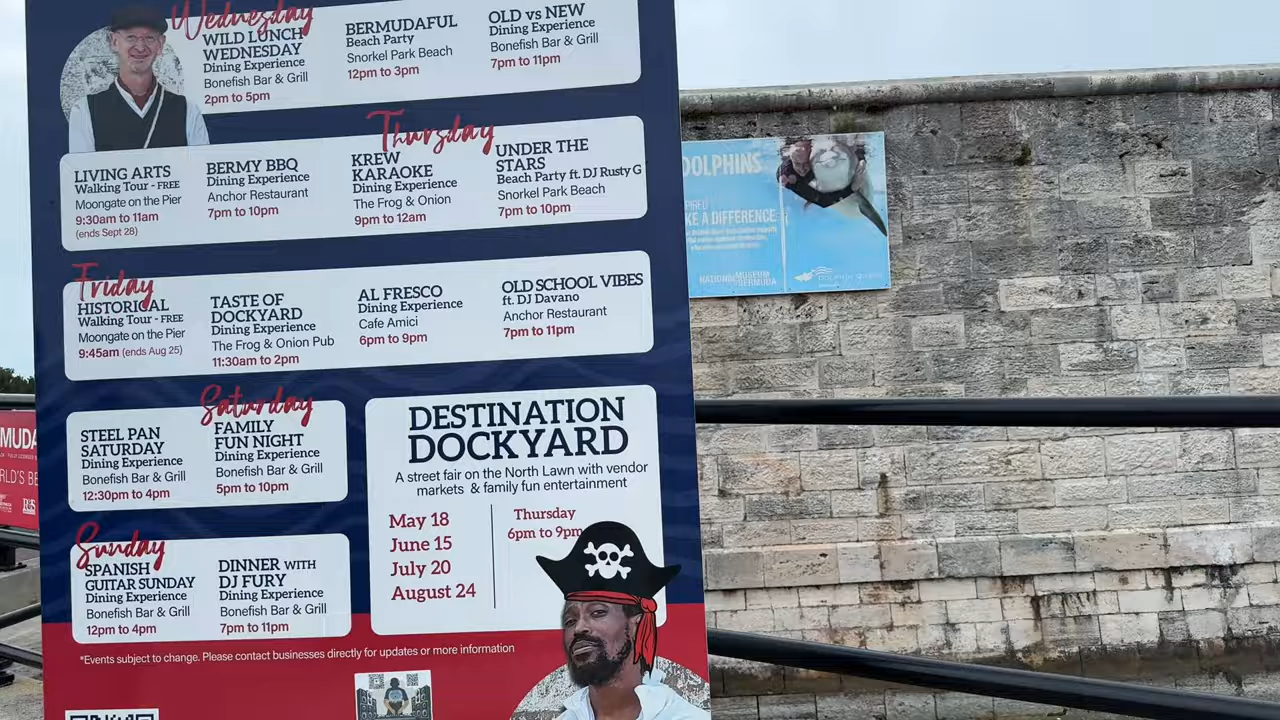 Wednesday
WILD LUNCH
WEDNESDAY
Dining Experience
Bonefish Bar & Grill
2pm to 5pm
BERMUDAFUL
Beach Party
Snorkel Park Beach
12pm to 3pm
OLD vs NEW
Dining Experience
Bonefish Bar & Grill
7pm to 11pm
Thursday
LIVING ARTS
Walking Tour - FREE
Moongate on the Pier
9:30am to 11am
(ends Sept 28)
BERMY BBQ
Dining Experience
Anchor Restaurant
7pm to 10pm
KREW
KARAOKE
Dining Experience
The Frog & Onion
9pm to 12am
UNDER THE
STARS
Beach Party ft. DJ Rusty G
Snorkel Park Beach
7pm to 10pm
Friday
HISTORICAL
Walking Tour - FREE
Moongate on the Pier
9:45am (ends Aug 25)
TASTE OF
DOCKYARD
Dining Experience
The Frog & Onion Pub
11:30am to 2pm
AL FRESCO
Dining Experience
Cafe Amici
6pm to 9pm
OLD SCHOOL VIBES
ft. DJ Davano
Anchor Restaurant
7pm to 11pm
Saturday
STEEL PAN
SATURDAY
Dining Experience
Bonefish Bar & Grill
12:30pm to 4pm
FAMILY
FUN NIGHT
Dining Experience
Bonefish Bar & Grill
5pm to 10pm
Sunday
SPANISH
GUITAR SUNDAY
Dining Experience
Bonefish Bar & Grill
12pm to 4pm
DINNER WITH
DJ FURY
Dining Experience
Bonefish Bar & Grill
7pm to 11pm
DESTINATION
DOCKYARD
A street fair on the North Lawn with vendor
markets & family fun entertainment
May 18
June 15
July 20
August 24
Thursday
6pm to 9pm
*Events subject to change. Please contact businesses directly for updates or more information
DOLPHINS
KE A DIFFERENCE
NATIONAL MUSEUM
BERMUDA
DOLPHIN QUEST
MUDA
ORLD'S BE